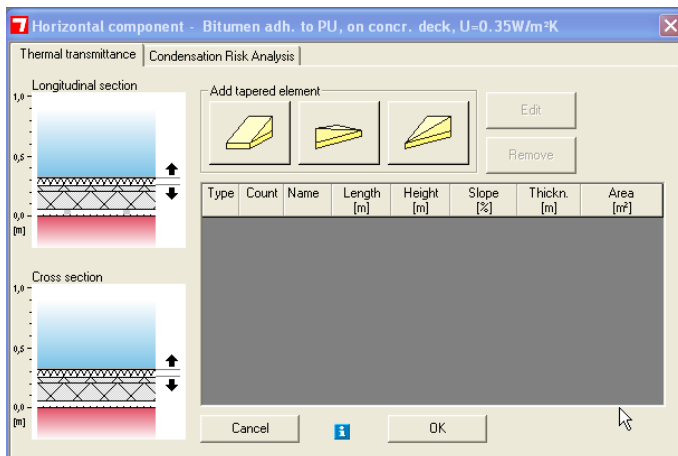 Horizontal component - Bitumen adh. to PU, on concr. deck, U=0.35W/m²K
Thermal transmittance
Condensation Risk Analysis
Longitudinal section
1,0
0,5
0,0
[m]
Add tapered element
Edit
Remove
Type Count Name Length [m] Height [m] Slope [%] Thickn. [m] Area [m²]
Cross section
1,0
0,5
0,0
[m]
Cancel
OK